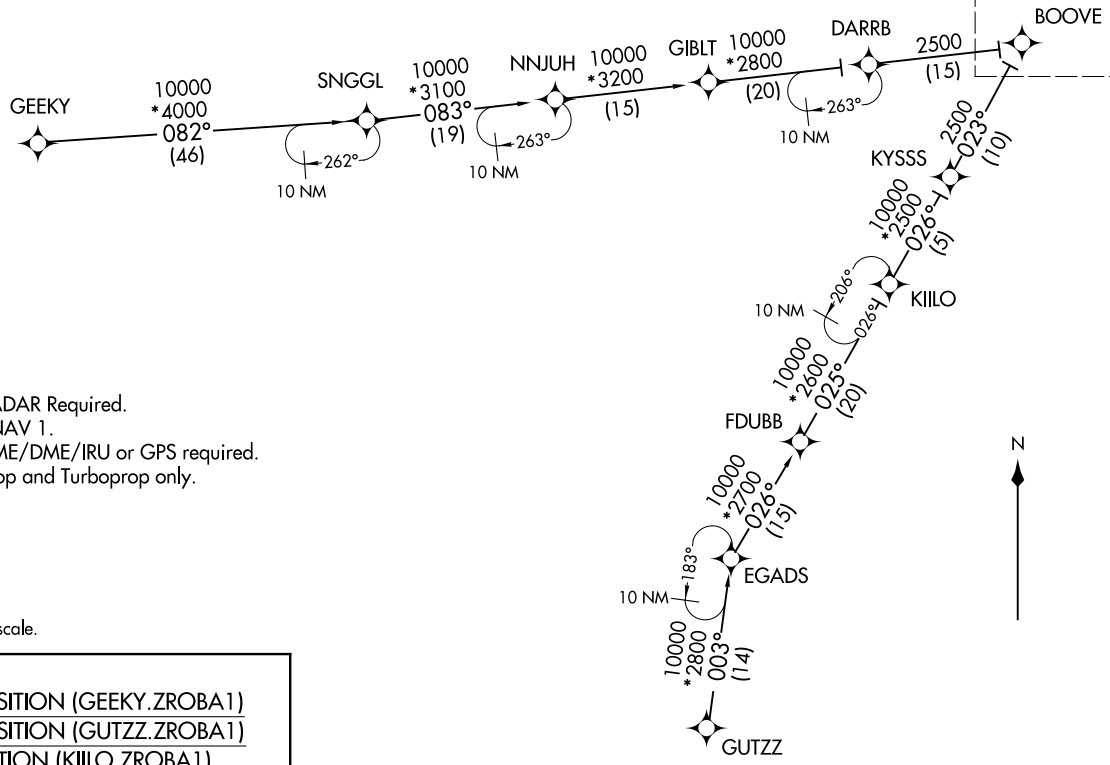 BOOVE
DARRB
GIBLT
NNJUH
SNGGL
GEEKY
10000
*4000
082°
(46)
262°
10 NM
10000
*3100
083°
(19)
263°
10 NM
10000
*3200
(15)
10000
*2800
(20)
263°
10 NM
2500
(15)
2500
023°
(10)
KYSSS
10000
*2500
026°
(5)
KIILO
206°
10 NM
026°
10000
*2600
025°
(20)
FDUBB
10000
*2700
026°
(15)
EGADS
183°
10 NM
10000
*2800
003°
(14)
GUTZZ
N
ADAR Required.
NAV 1.
ME/DME/IRU or GPS required.
op and Turboprop only.
scale.
SITION (GEEKY.ZROBA1)
SITION (GUTZZ.ZROBA1)
TION (KIILO.ZROBA1)